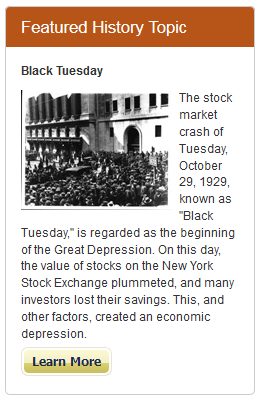 Featured History Topic
Black Tuesday
The stock
market
crash of
Tuesday,
October
29, 1929,
known as
"Black
Tuesday," is regarded as the beginning
of the Great Depression. On this day,
the value of stocks on the New York
Stock Exchange plummeted, and many
investors lost their savings. This, and
other factors, created an economic
depression.
Learn More